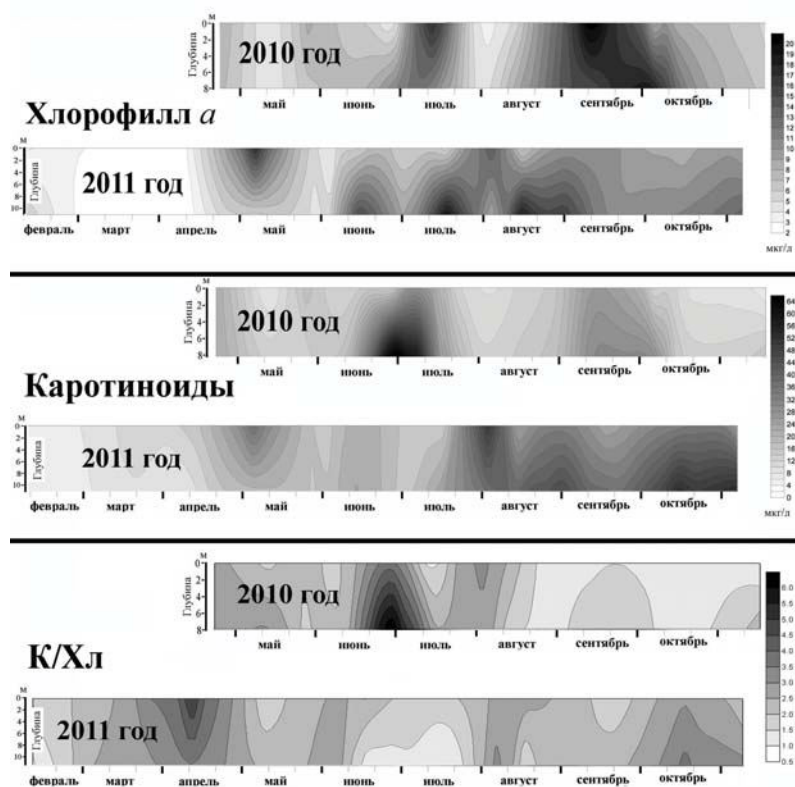 м
Глубина
0
2
4
6
8
2010 год
май
июнь
июль
август
сентябрь
октябрь
Хлорофилл а
м
Глубина
0
2
4
6
8
10
2011 год
февраль
март
апрель
май
июнь
июль
август
сентябрь
октябрь
20
19
18
17
16
15
14
13
12
11
10
9
8
7
6
5
4
3
2
мкг/л
м
Глубина
0
2
4
6
8
2010 год
май
июнь
июль
август
сентябрь
октябрь
Каротиноиды
м
Глубина
0
2
4
6
8
10
2011 год
февраль
март
апрель
май
июнь
июль
август
сентябрь
октябрь
64
60
56
52
48
44
40
36
32
28
24
20
16
12
8
4
0
мкг/л
м
Глубина
0
2
4
6
8
2010 год
май
июнь
июль
август
сентябрь
октябрь
К/Хл
м
Глубина
0
2
4
6
8
10
2011 год
февраль
март
апрель
май
июнь
июль
август
сентябрь
октябрь
6.0
5.5
5.0
4.5
4.0
3.5
3.0
2.5
2.0
1.5
1.0
0.5